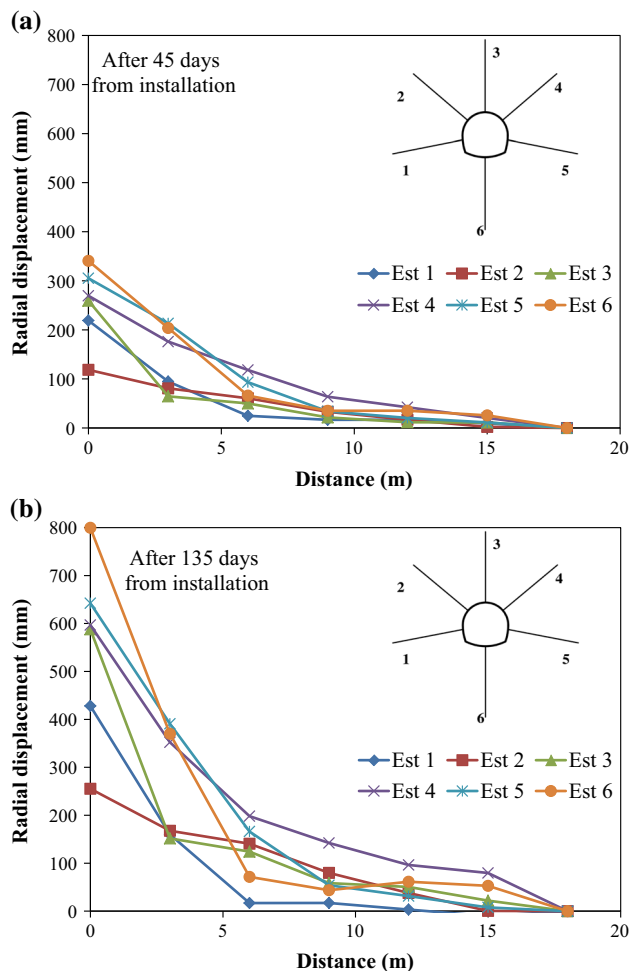 (a)
800
700
600
500
400
300
200
100
0
Radial displacement (mm)
After 45 days
from installation
3
2
4
1
5
6
Est 1 Est 2 Est 3
Est 4 Est 5 Est 6
0 5 10 15 20
Distance (m)
(b)
800
700
600
500
400
300
200
100
0
Radial displacement (mm)
After 135 days
from installation
3
2
4
1
5
6
Est 1 Est 2 Est 3
Est 4 Est 5 Est 6
0 5 10 15 20
Distance (m)